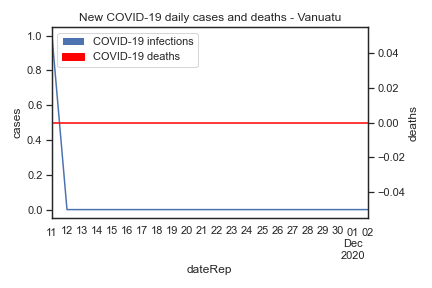 New COVID-19 daily cases and deaths - Vanuatu
COVID-19 infections
COVID-19 deaths
1.0
0.8
0.6
0.4
0.2
0.0
cases
0.04
0.02
0.00
−0.02
−0.04
deaths
11 12 13 14 15 16 17 18 19 20 21 22 23 24 25 26 27 28 29 30 01 02
Dec
2020
dateRep